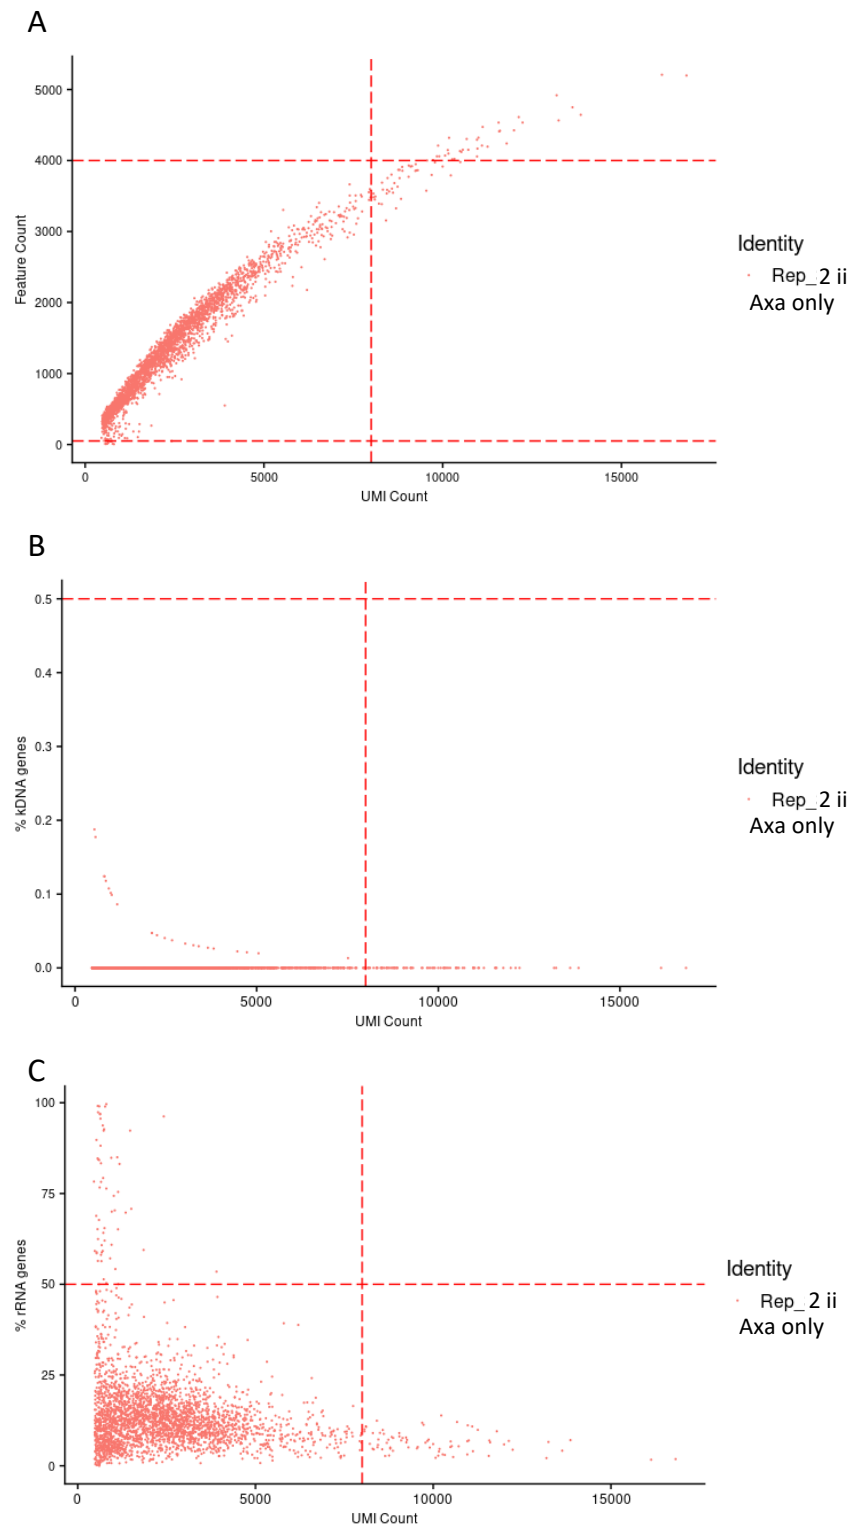 A
5000
4000
3000
2000
1000
0
Feature Count
0 5000 10000 15000
UMI Count
Identity
Rep_2 ii
Axa only
B
0.5
0.4
0.3
0.2
0.1
0.0
% kDNA genes
0 5000 10000 15000
UMI Count
Identity
Rep_2 ii
Axa only
C
100
75
50
25
0
% rRNA genes
0 5000 10000 15000
UMI Count
Identity
Rep_ 2 ii
Axa only